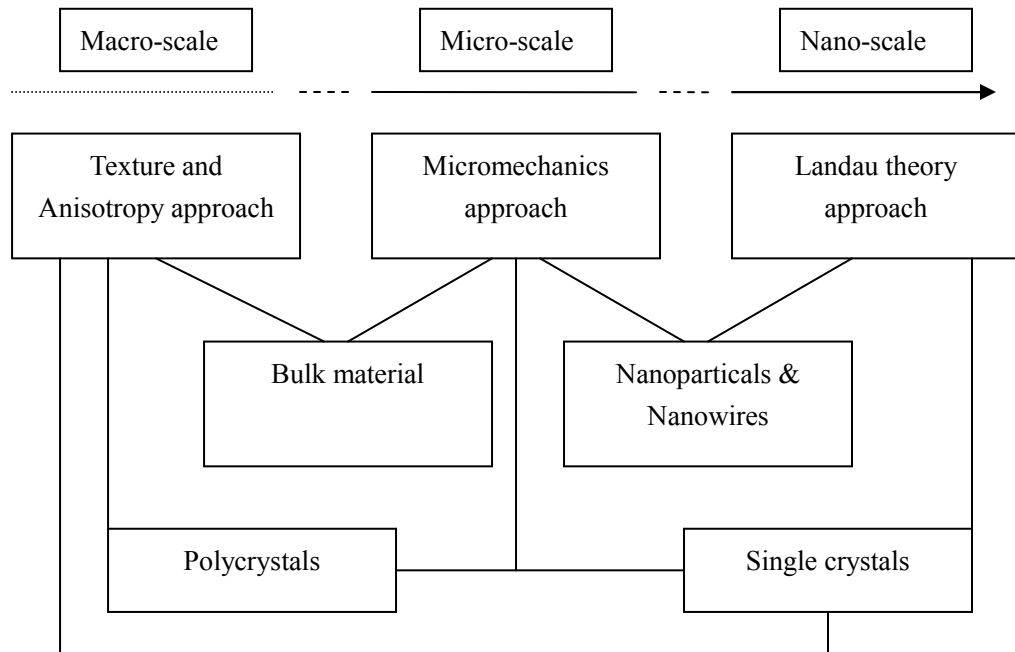 Macro-scale
Micro-scale
Nano-scale
Texture and
Anisotropy approach
Micromechanics
approach
Landau theory
approach
Bulk material
Nanoparticals &
Nanowires
Polycrystals
Single crystals